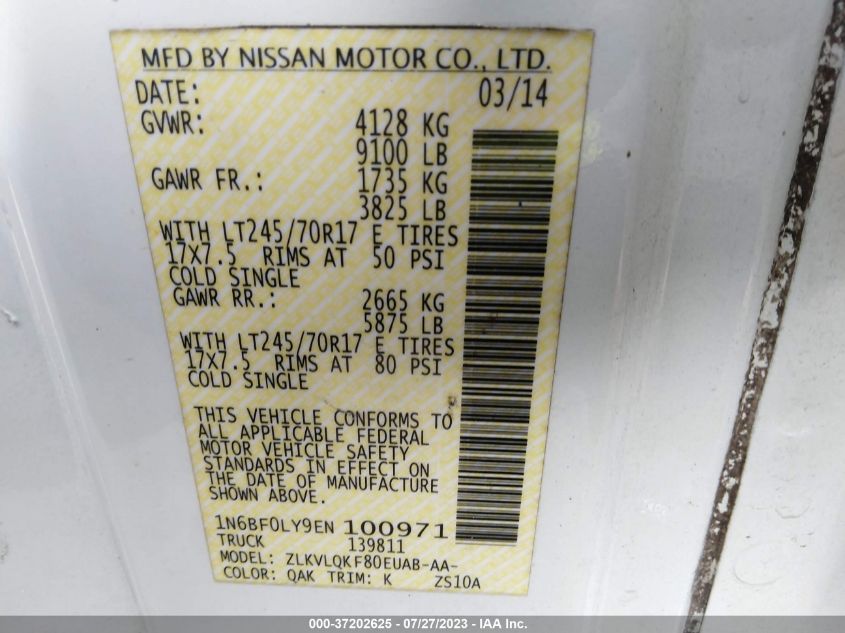 MFD BY NISSAN MOTOR CO., LTD.
DATE: 03/14
GVWR: 4128 KG
9100 LB
GAWR FR.: 1735 KG
3825 LB
WITH LT245/70R17 E TIRES
17X7.5 RIMS AT 50 PSI
COLD SINGLE
GAWR RR.: 2665 KG
5875 LB
WITH LT245/70R17 E TIRES
17X7.5 RIMS AT 80 PSI
COLD SINGLE
THIS VEHICLE CONFORMS TO
ALL APPLICABLE FEDERAL
MOTOR VEHICLE SAFETY
STANDARDS IN EFFECT ON
THE DATE OF MANUFACTURE
SHOWN ABOVE.
1N6BF0LY9EN 100971
TRUCK 139811
MODEL: ZLKVLQKF80EUAB-AA-
COLOR: QAK TRIM: K ZS10A
000-37202625 - 07/27/2023 - IAA Inc.